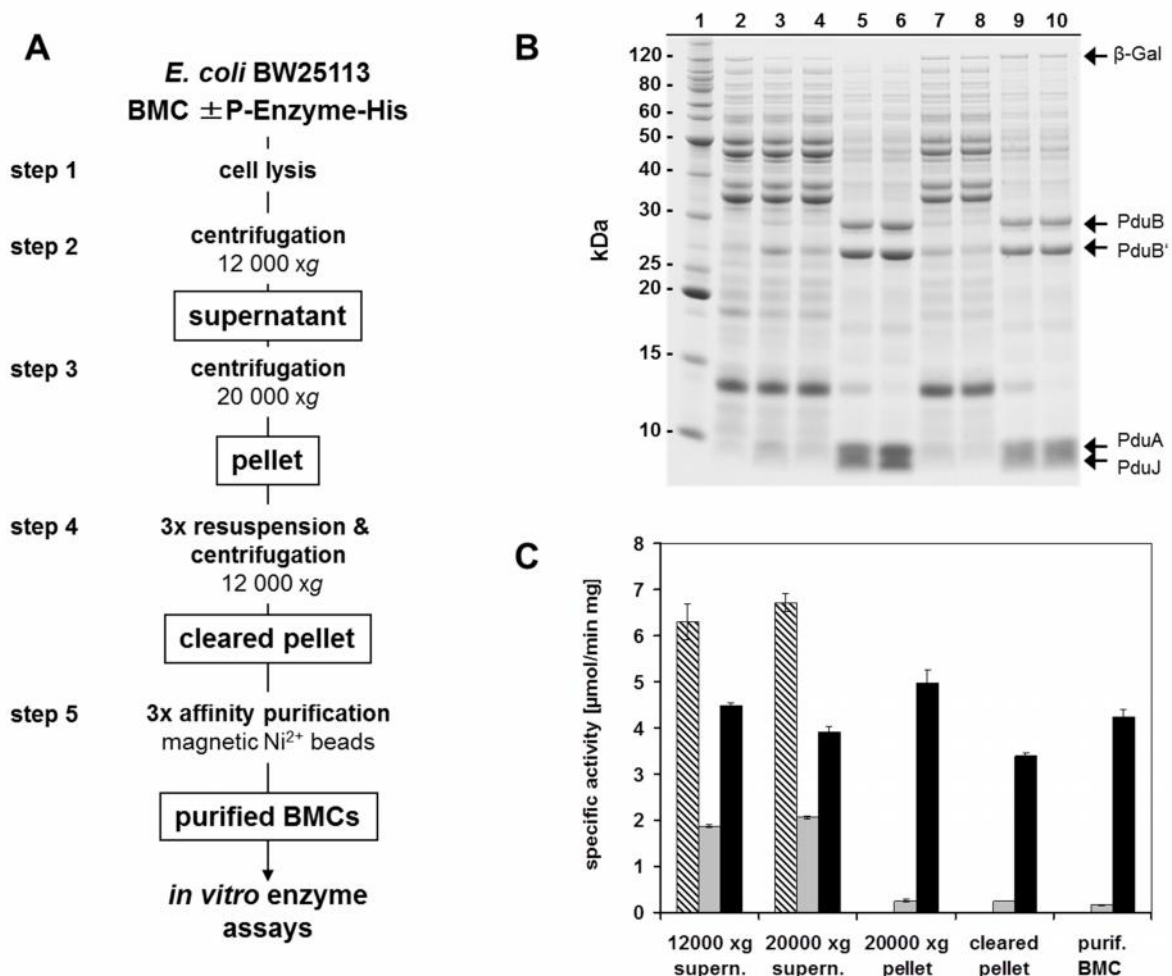 A
E. coli BW25113
BMC ±P-Enzyme-His
step 1
cell lysis
step 2
centrifugation
12 000 xg
supernatant
step 3
centrifugation
20 000 xg
pellet
step 4
3x resuspension &
centrifugation
12 000 xg
cleared pellet
step 5
3x affinity purification
magnetic Ni²⁺ beads
purified BMCs
in vitro enzyme
assays
B
1 2 3 4 5 6 7 8 9 10
kDa
120
80
60
50
40
30
25
20
15
10
β-Gal
PduB
PduB‘
PduA
PduJ
C
specific activity [µmol/min mg]
8
7
6
5
4
3
2
1
0
12000 xg
supern.
20000 xg
supern.
20000 xg
pellet
cleared
pellet
purif.
BMC